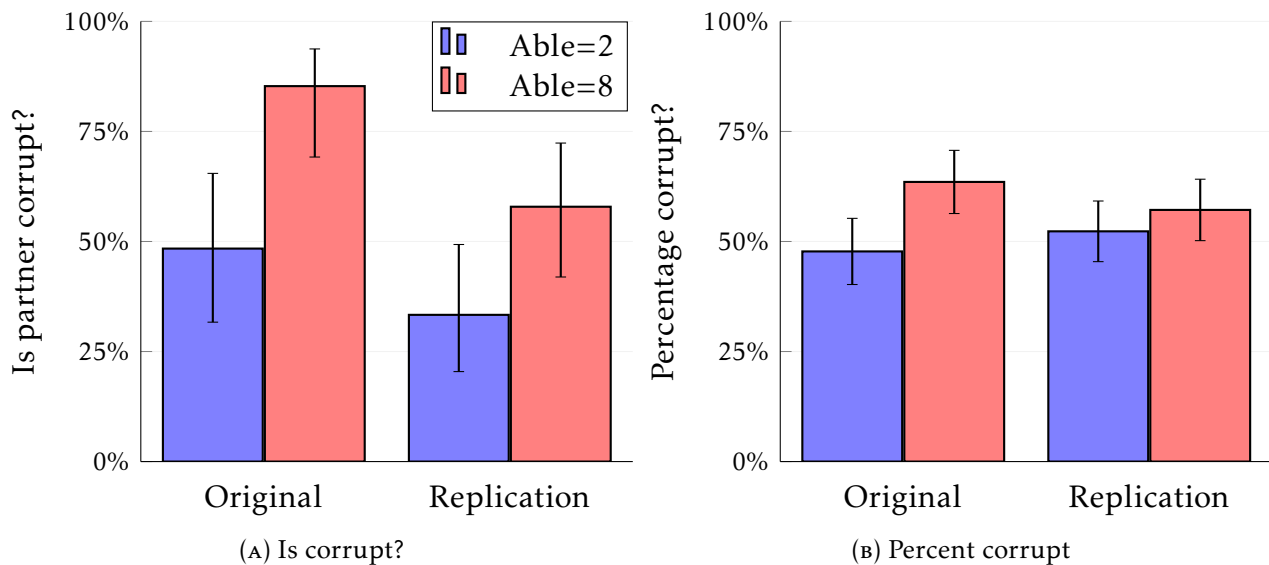 Is partner corrupt?
100%
75%
50%
25%
0%
Able=2
Able=8
Original
Replication
(A) Is corrupt?
Percentage corrupt?
100%
75%
50%
25%
0%
Original
Replication
(B) Percent corrupt